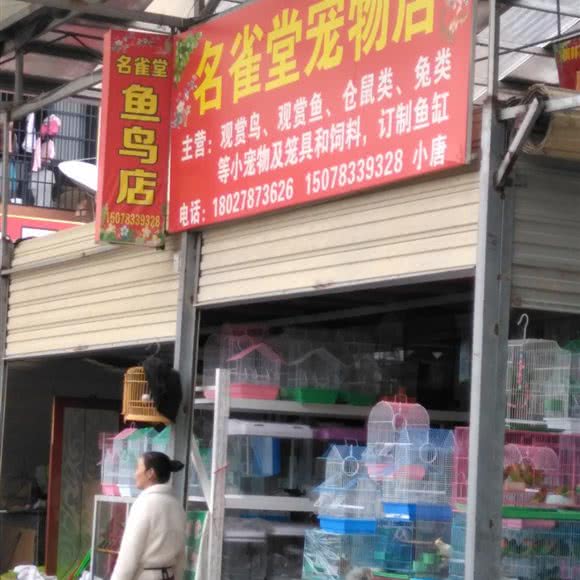 名雀堂
鱼鸟店
15078339328
名雀堂宠物店
主营：观赏鸟、观赏鱼、仓鼠类、兔类
等小宠物及笼具和饲料，订制鱼缸
电话：18027873626 15078339328 小唐